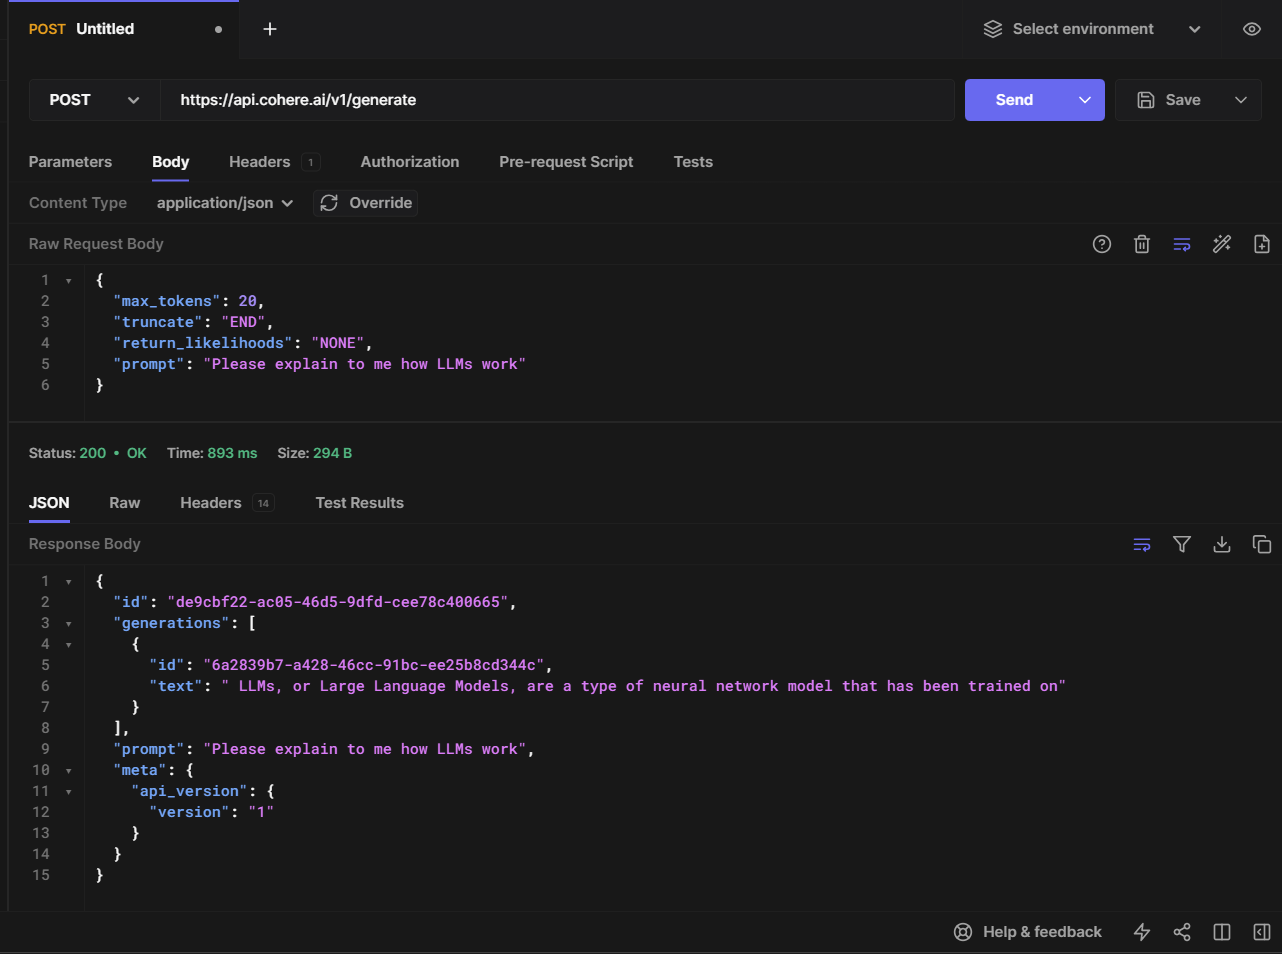 POST Untitled
Select environment
POST https://api.cohere.ai/v1/generate Send Save
Parameters Body Headers 1 Authorization Pre-request Script Tests
Content Type application/json Override
Raw Request Body
1 {
2 "max_tokens": 20,
3 "truncate": "END",
4 "return_likelihoods": "NONE",
5 "prompt": "Please explain to me how LLMs work"
6 }
Status: 200 • OK Time: 893 ms Size: 294 B
JSON Raw Headers 14 Test Results
Response Body
1 {
2 "id": "de9cbf22-ac05-46d5-9dfd-cee78c400665",
3 "generations": [
4 {
5 "id": "6a2839b7-a428-46cc-91bc-ee25b8cd344c",
6 "text": " LLMs, or Large Language Models, are a type of neural network model that has been trained on"
7 }
8 ],
9 "prompt": "Please explain to me how LLMs work",
10 "meta": {
11 "api_version": {
12 "version": "1"
13 }
14 }
15 }
Help & feedback